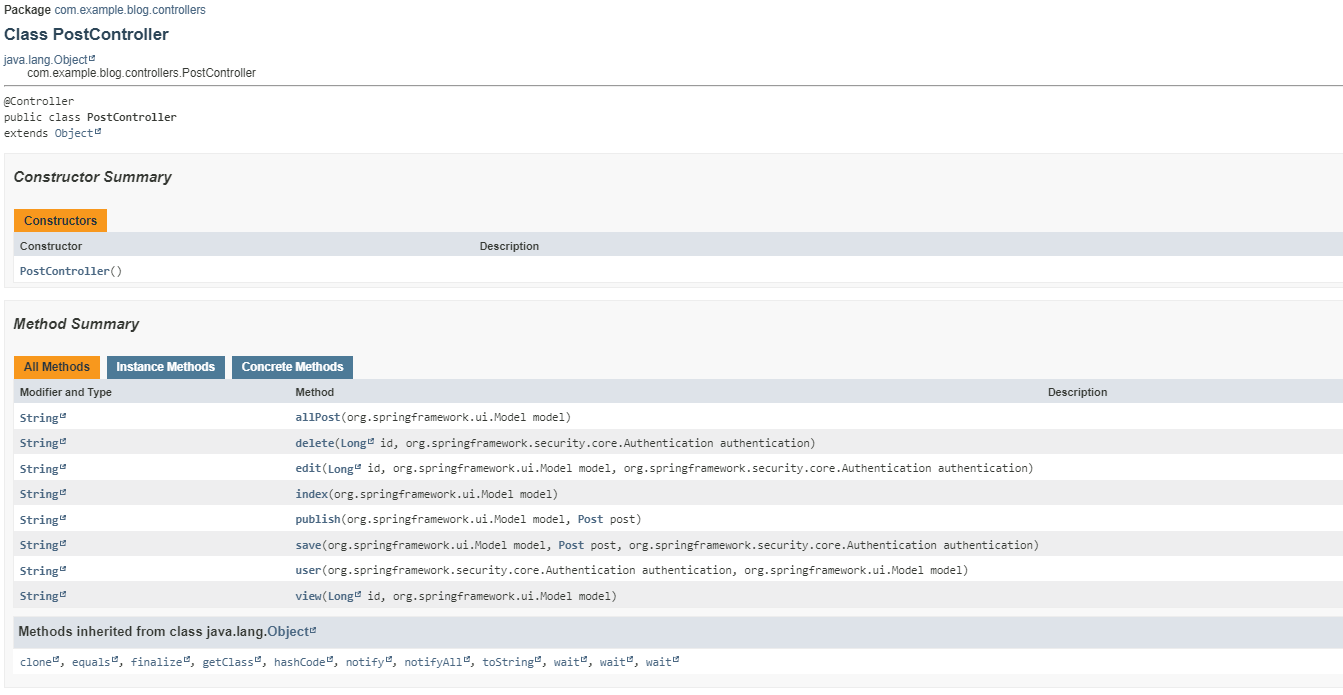 Package com.example.blog.controllers
Class PostController
java.lang.Object
com.example.blog.controllers.PostController
@Controller
public class PostController
extends Object
Constructor Summary
Constructors
Constructor Description
PostController()
Method Summary
All Methods Instance Methods Concrete Methods
Modifier and Type Method Description
String allPost(org.springframework.ui.Model model)
String delete(Long id, org.springframework.security.core.Authentication authentication)
String edit(Long id, org.springframework.ui.Model model, org.springframework.security.core.Authentication authentication)
String index(org.springframework.ui.Model model)
String publish(org.springframework.ui.Model model, Post post)
String save(org.springframework.ui.Model model, Post post, org.springframework.security.core.Authentication authentication)
String user(org.springframework.security.core.Authentication authentication, org.springframework.ui.Model model)
String view(Long id, org.springframework.ui.Model model)
Methods inherited from class java.lang.Object
clone, equals, finalize, getClass, hashCode, notify, notifyAll, toString, wait, wait, wait